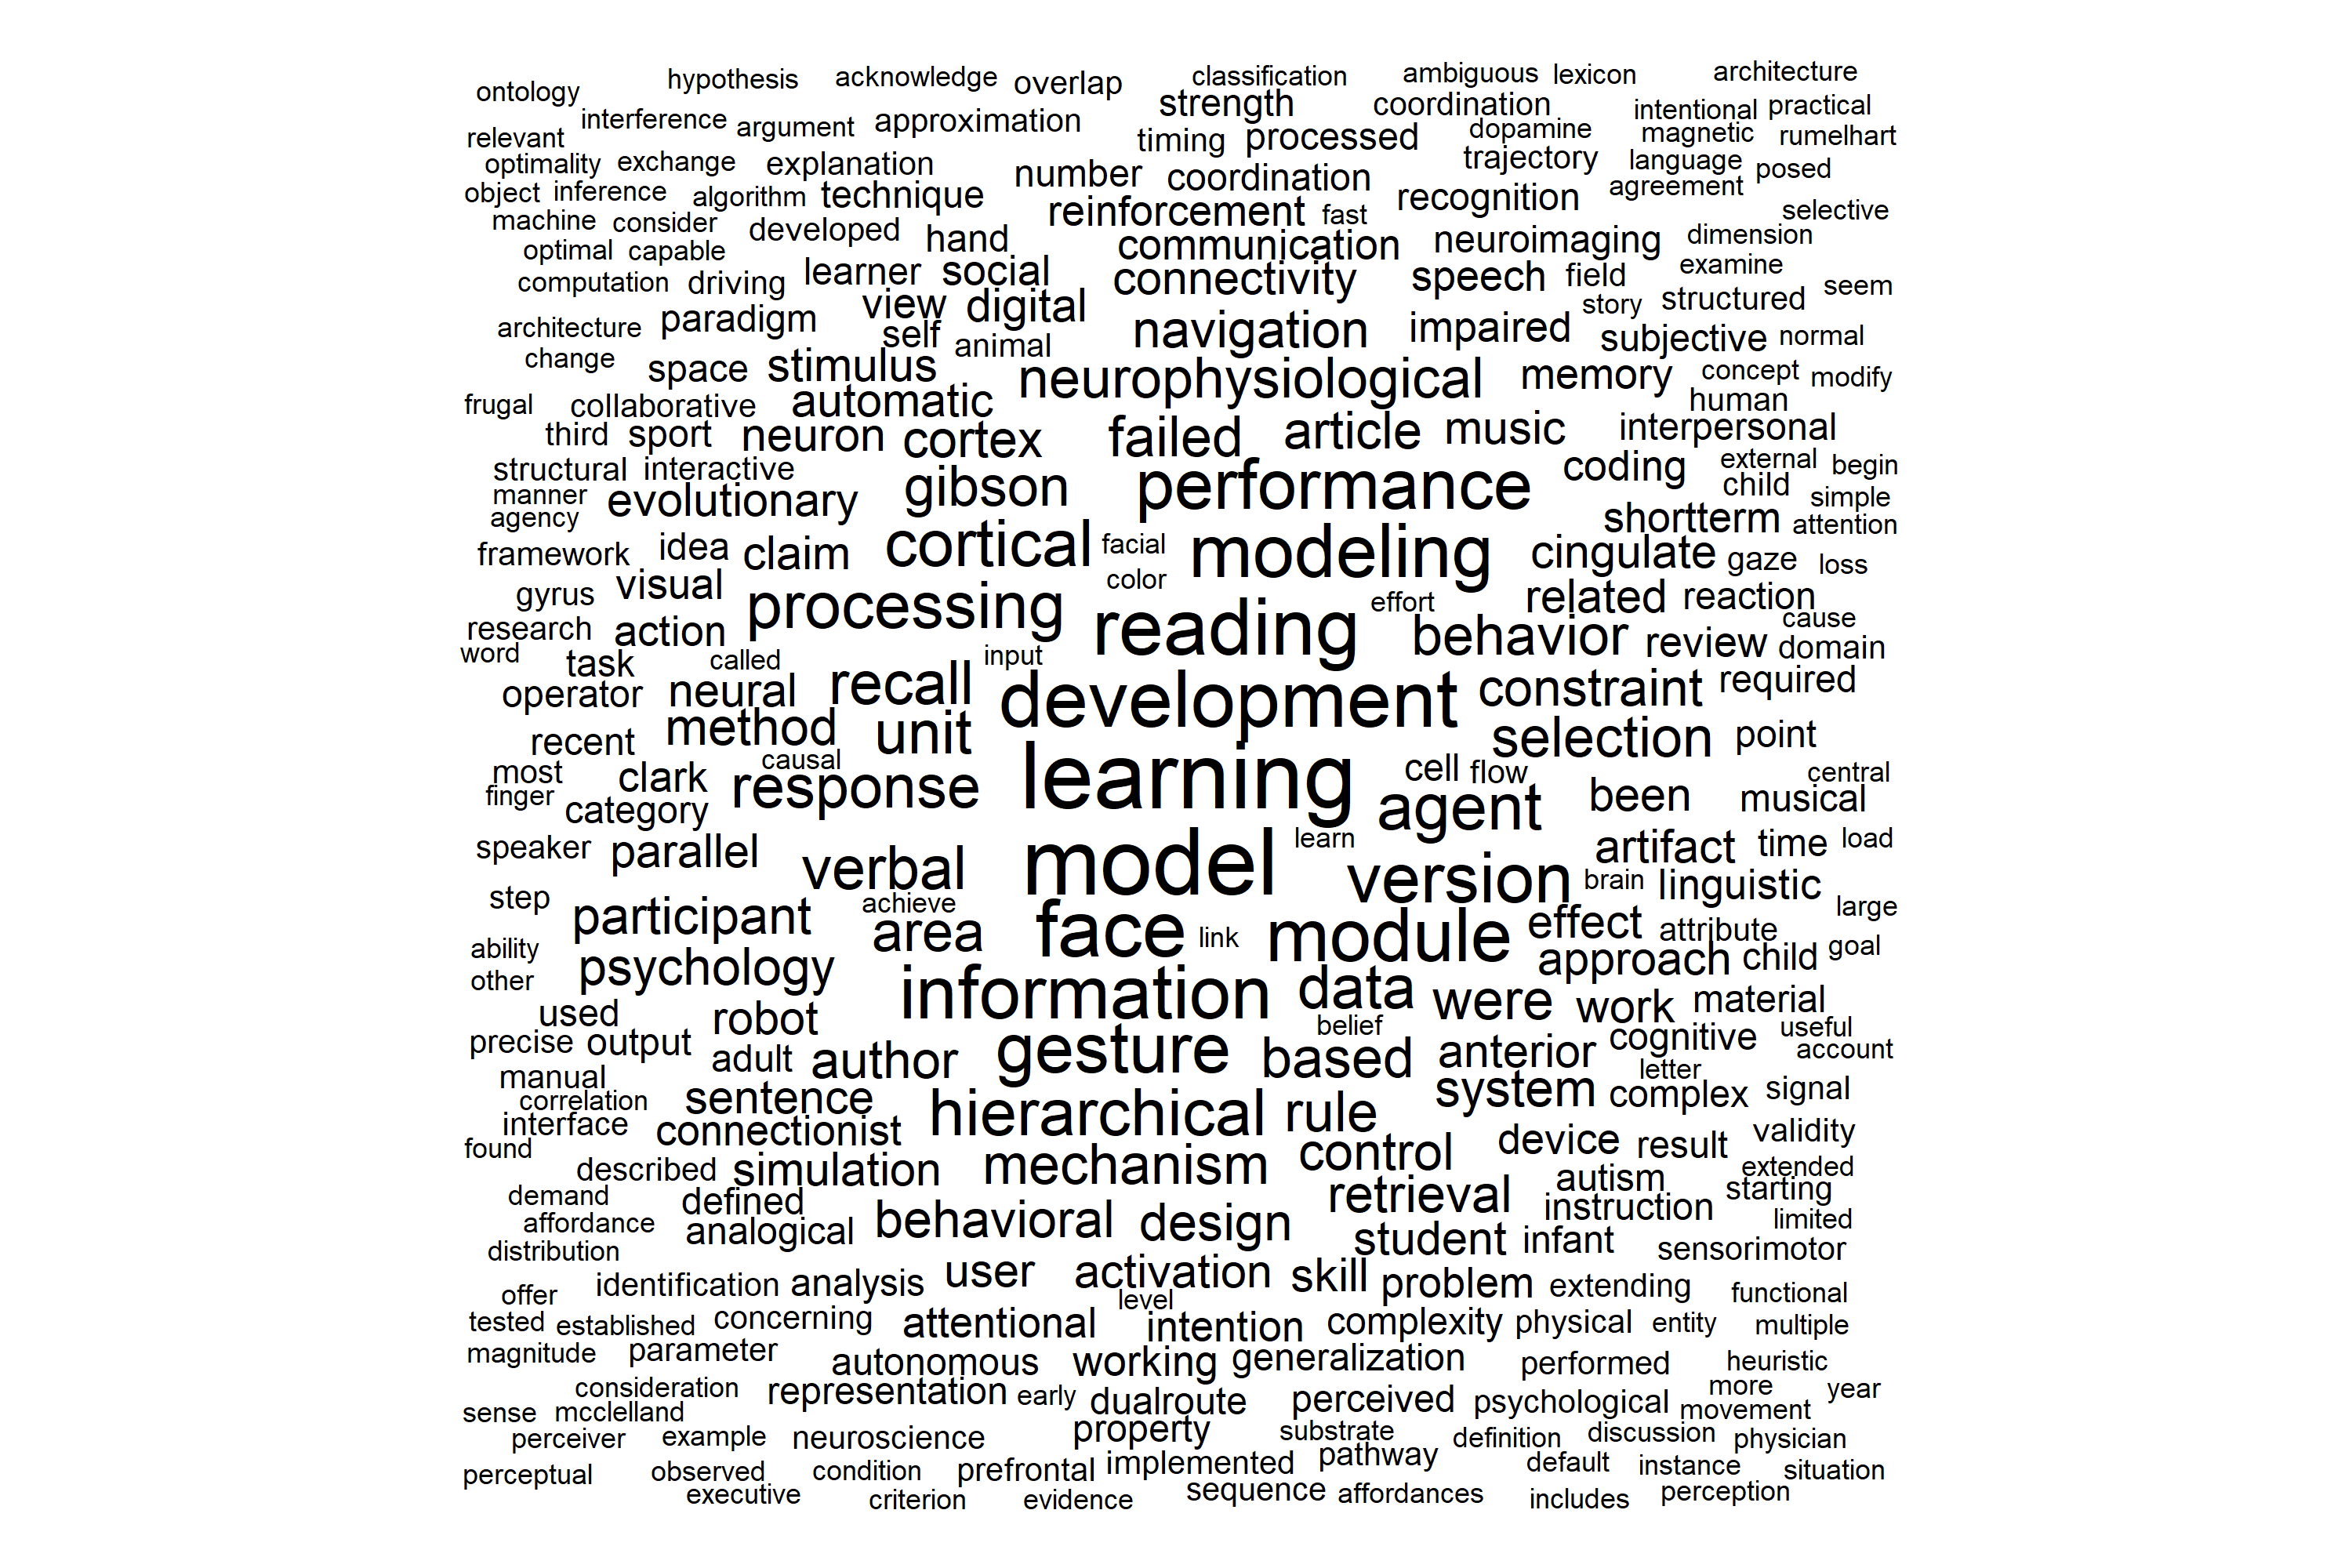 ontology hypothesis acknowledge overlap classification ambiguous lexicon architecture
interference argument approximation strength coordination intentional practical
relevant timing processed dopamine magnetic rumelhart
optimality exchange explanation trajectory language posed
object inference algorithm technique number coordination recognition agreement
machine consider developed reinforcement fast selective
optimal capable hand communication neuroimaging dimension
computation driving learner social connectivity speech field examine
view digital story structured seem
architecture paradigm self animal navigation impaired subjective normal
change space stimulus neurophysiological memory concept modify
frugal collaborative automatic human
third sport neuron cortex failed article music interpersonal
structural interactive coding external begin
manner evolutionary gibson performance child simple
agency shortterm attention
framework idea claim cortical facial modeling cingulate gaze loss
gyrus visual color
processing effort related reaction
research action reading behavior review cause
word task called input domain
operator neural recall development constraint required
recent method unit selection point
most clark causal learning cell flow central
finger category response agent been musical
speaker parallel verbal model learn artifact time load
step version brain linguistic
participant achieve large
ability area face link module effect attribute
other psychology approach child goal
used robot information data were work material
precise output adult author gesture belief based anterior cognitive useful
account
manual letter
correlation sentence system complex signal
interface connectionist hierarchical rule
found control device result validity
described simulation mechanism autism extended
demand defined retrieval instruction starting
affordance analogical behavioral design limited
distribution student infant sensorimotor
offer identification analysis user activation skill problem extending functional
level
tested established concerning attentional intention complexity physical entity multiple
magnitude parameter autonomous working generalization performed heuristic
consideration representation early dualroute perceived psychological more year
sense mcclelland movement
perceiver example neuroscience property substrate definition discussion physician
perceptual observed condition prefrontal implemented pathway default instance situation
executive criterion evidence sequence affordances includes perception